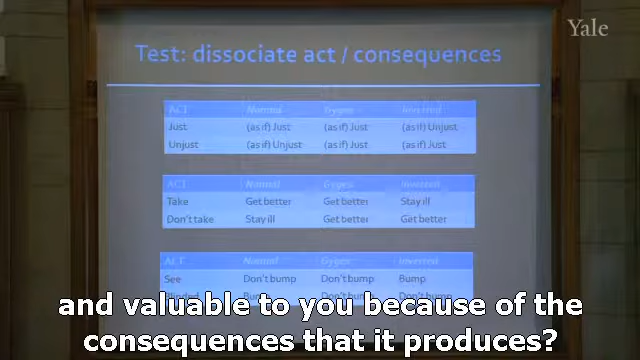 Yale
Test: dissociate act / consequences
ACT Normal Gyges Inverted
Just (as if) Just (as if) Just (as if) Unjust
Unjust (as if) Unjust (as if) Just (as if) Just
ACT Normal Gyges Inverted
Take Get better Get better Stay ill
Don't take Stay ill Get better Get better
ACT Normal Gyges Inverted
See Don't bump Don't bump Bump
and valuable to you because of the
consequences that it produces?